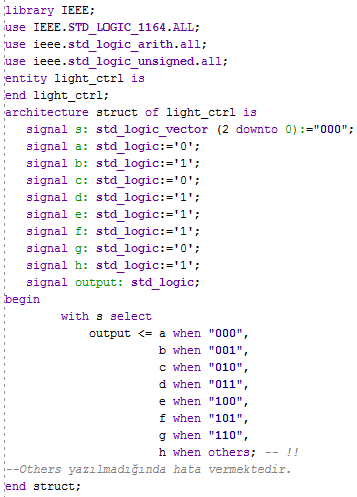 library IEEE;
use IEEE.STD_LOGIC_1164.ALL;
use ieee.std_logic_arith.all;
use ieee.std_logic_unsigned.all;
entity light_ctrl is
end light_ctrl;
architecture struct of light_ctrl is
signal s: std_logic_vector (2 downto 0):="000";
signal a: std_logic:='0';
signal b: std_logic:='1';
signal c: std_logic:='0';
signal d: std_logic:='1';
signal e: std_logic:='1';
signal f: std_logic:='1';
signal g: std_logic:='0';
signal h: std_logic:='1';
signal output: std_logic;
begin
with s select
output <= a when "000",
b when "001",
c when "010",
d when "011",
e when "100",
f when "101",
g when "110",
h when others; -- !!
--Others yazılmadığında hata vermektedir.
end struct;